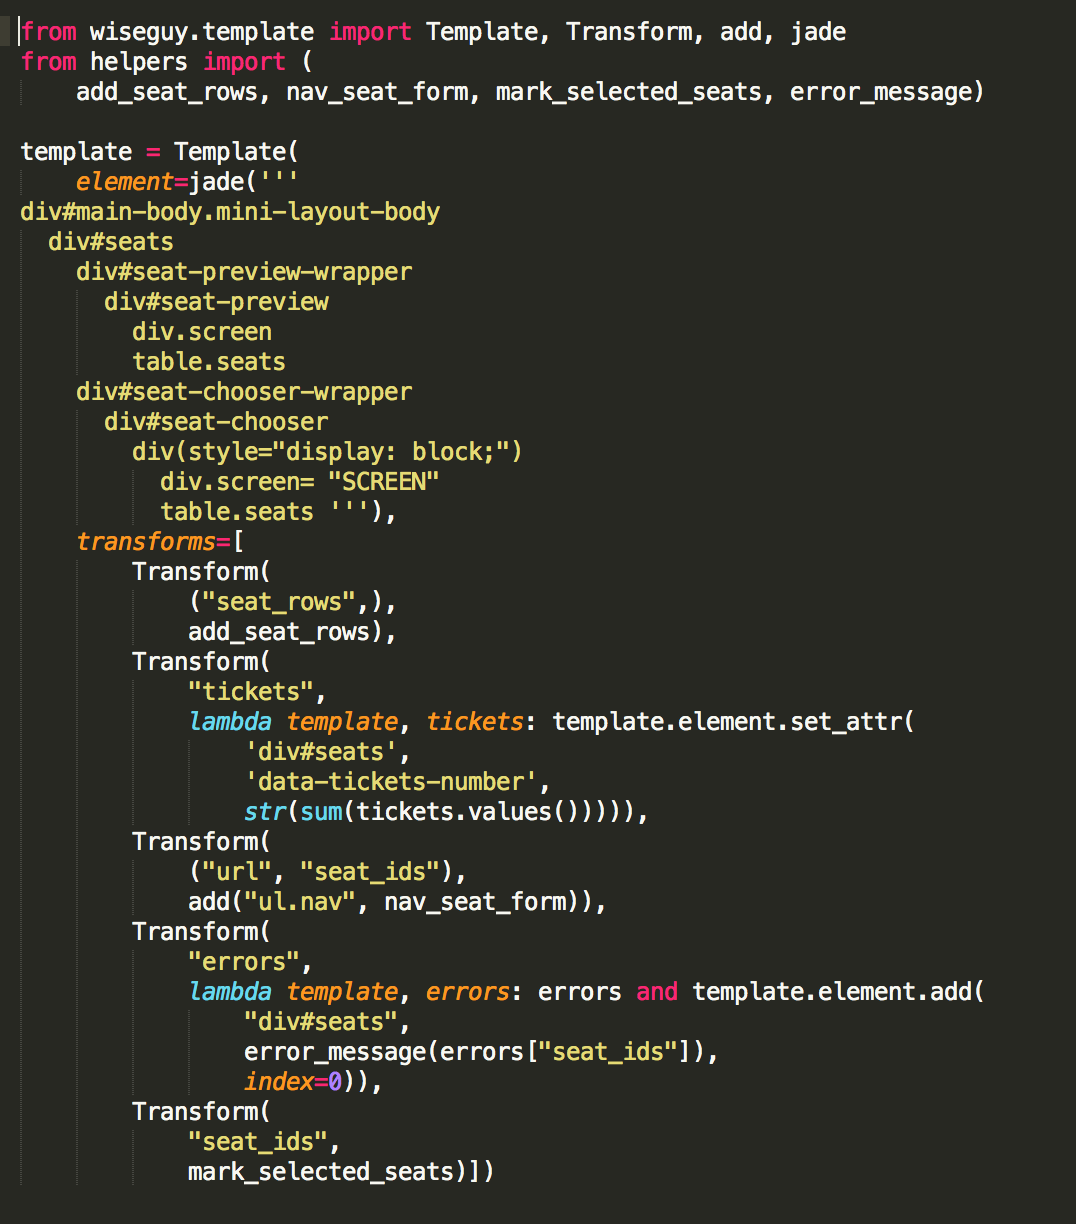 from wiseguy.template import Template, Transform, add, jade
from helpers import (
    add_seat_rows, nav_seat_form, mark_selected_seats, error_message)

template = Template(
    element=jade('''
div#main-body.mini-layout-body
  div#seats
    div#seat-preview-wrapper
      div#seat-preview
        div.screen
        table.seats
    div#seat-chooser-wrapper
      div#seat-chooser
        div(style="display: block;")
          div.screen= "SCREEN"
          table.seats '''),
    transforms=[
        Transform(
            ("seat_rows",),
            add_seat_rows),
        Transform(
            "tickets",
            lambda template, tickets: template.element.set_attr(
                'div#seats',
                'data-tickets-number',
                str(sum(tickets.values())))),
        Transform(
            ("url", "seat_ids"),
            add("ul.nav", nav_seat_form)),
        Transform(
            "errors",
            lambda template, errors: errors and template.element.add(
                "div#seats",
                error_message(errors["seat_ids"]),
                index=0)),
        Transform(
            "seat_ids",
            mark_selected_seats)])